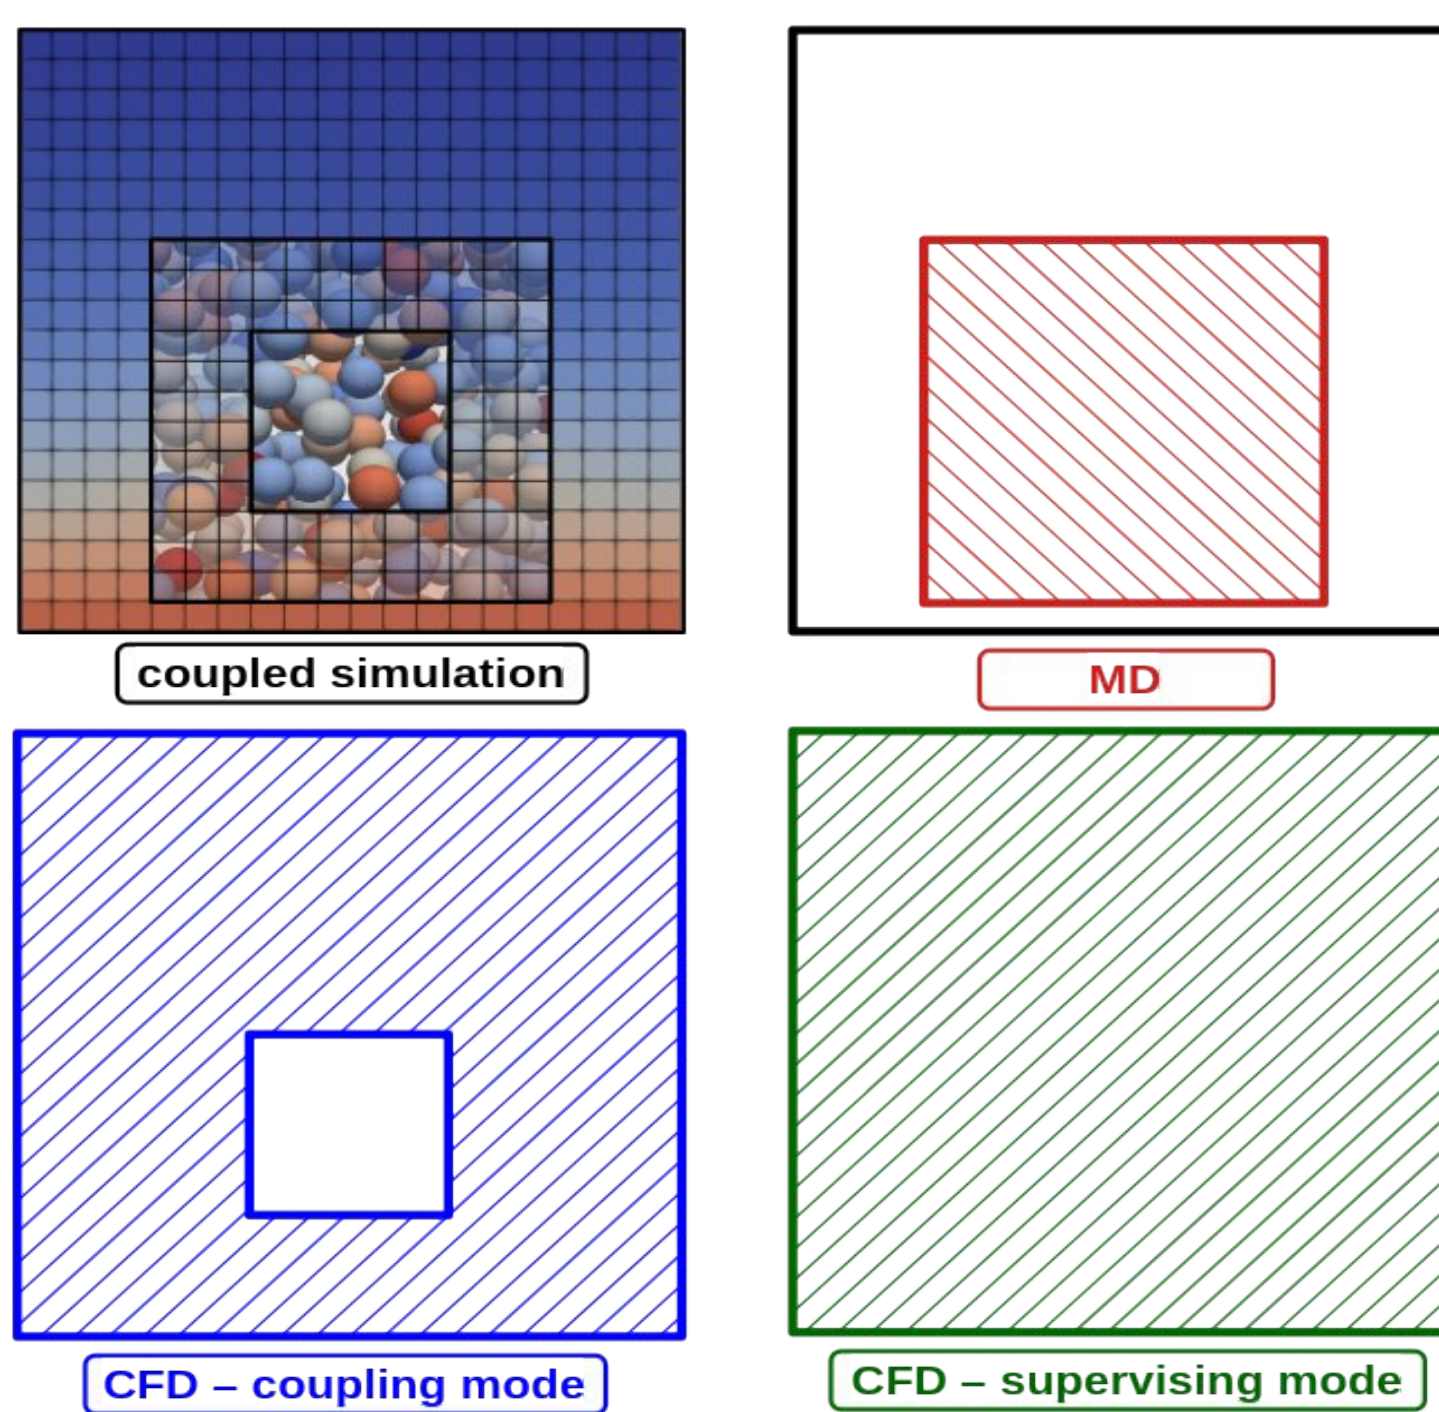 coupled simulation
MD
CFD – coupling mode
CFD – supervising mode